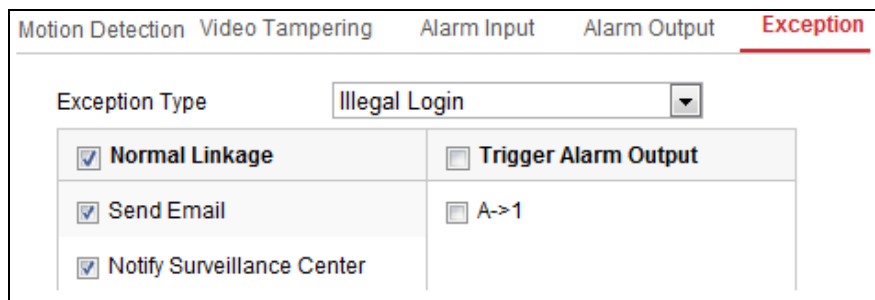 Motion Detection Video Tampering Alarm Input Alarm Output Exception
Exception Type Illegal Login
Normal Linkage Trigger Alarm Output
Send Email A->1
Notify Surveillance Center